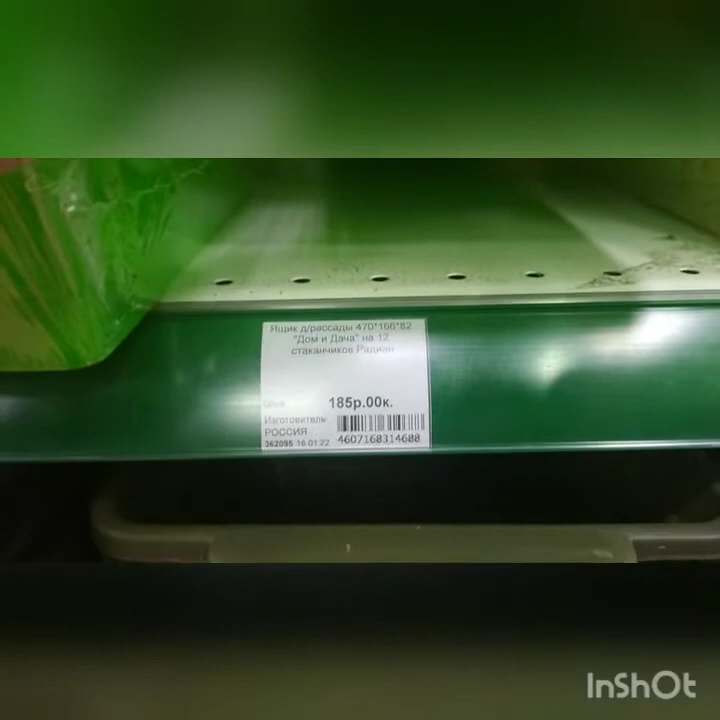 Ящик д/рассады 470*166*82
"Дом и Дача" на 12
стаканчиков Радиан
Цена
185р.00к.
Изготовитель
РОССИЯ
362095 16.01.22
4607168314688
InShOt